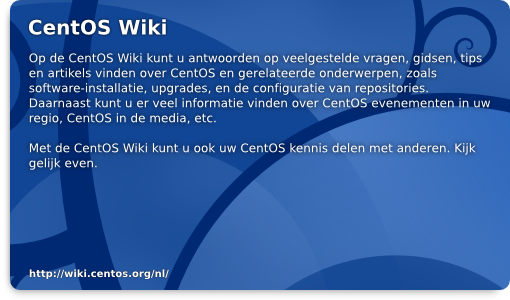 CentOS Wiki
Op de CentOS Wiki kunt u antwoorden op veelgestelde vragen, gidsen, tips
en artikels vinden over CentOS en gerelateerde onderwerpen, zoals
software-installatie, upgrades, en de configuratie van repositories.
Daarnaast kunt u er veel informatie vinden over CentOS evenementen in uw
regio, CentOS in de media, etc.
Met de CentOS Wiki kunt u ook uw CentOS kennis delen met anderen. Kijk
gelijk even.
http://wiki.centos.org/nl/